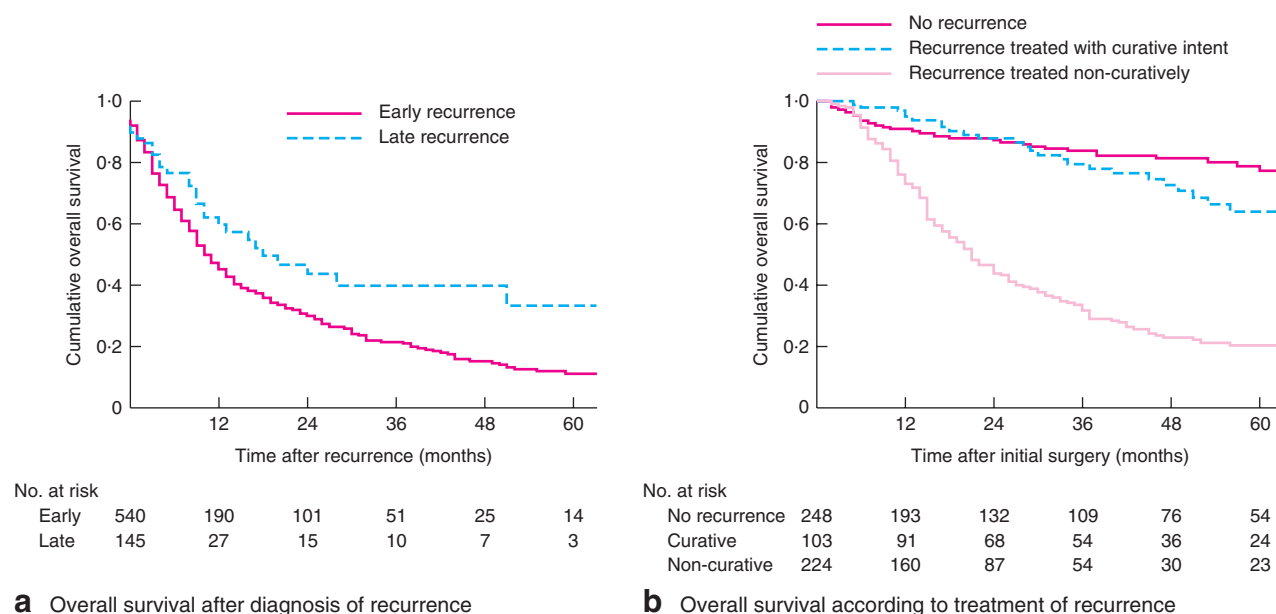 Early recurrence
Late recurrence
Cumulative overall survival
1·0
0·8
0·6
0·4
0·2
0
12 24 36 48 60
Time after recurrence (months)
No. at risk
Early 540 190 101 51 25 14
Late 145 27 15 10 7 3
a Overall survival after diagnosis of recurrence
No recurrence
Recurrence treated with curative intent
Recurrence treated non-curatively
Cumulative overall survival
1·0
0·8
0·6
0·4
0·2
0
12 24 36 48 60
Time after initial surgery (months)
No. at risk
No recurrence 248 193 132 109 76 54
Curative 103 91 68 54 36 24
Non-curative 224 160 87 54 30 23
b Overall survival according to treatment of recurrence